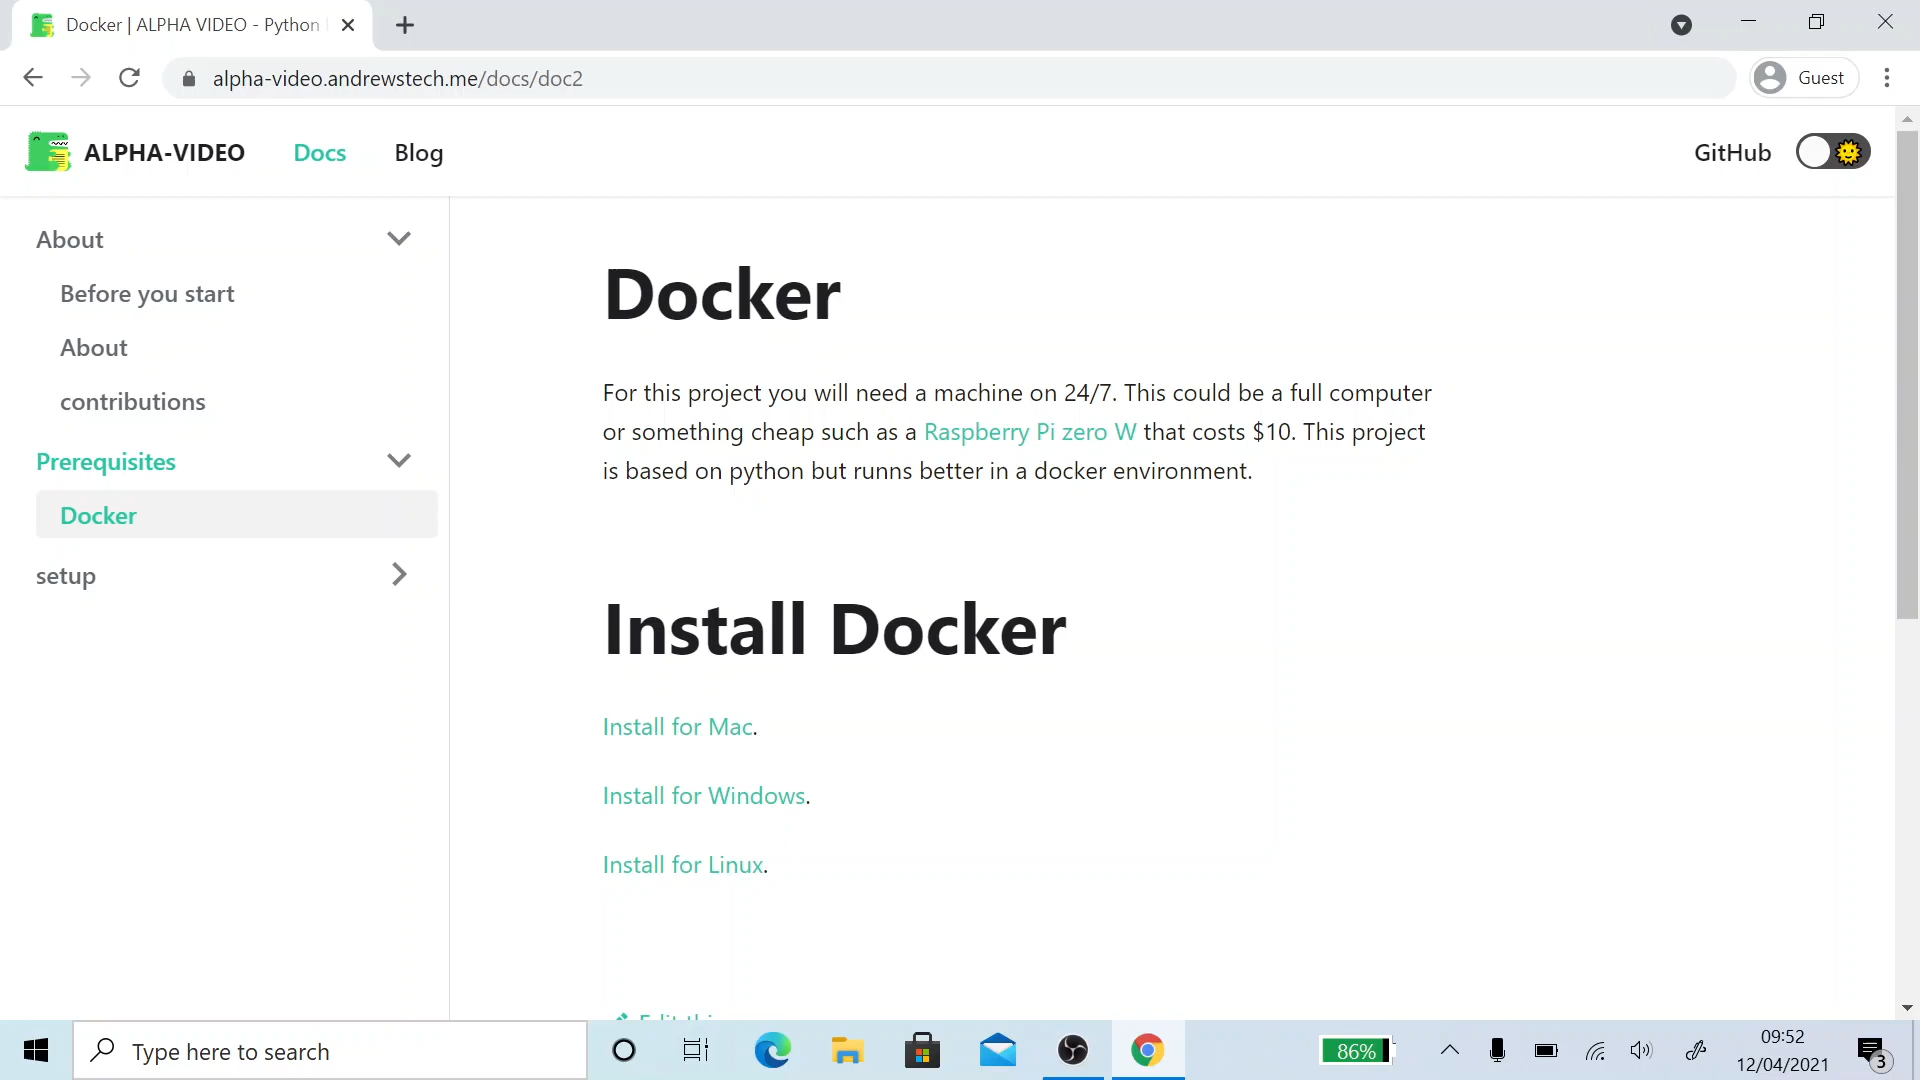 Docker | ALPHA VIDEO - Python
alpha-video.andrewstech.me/docs/doc2
Guest
ALPHA-VIDEO
Docs
Blog
GitHub
About
Before you start
About
contributions
Prerequisites
Docker
setup
Docker
For this project you will need a machine on 24/7. This could be a full computer
or something cheap such as a Raspberry Pi zero W that costs $10. This project
is based on python but runns better in a docker environment.
Install Docker
Install for Mac.
Install for Windows.
Install for Linux.
Type here to search
86%
09:52
12/04/2021
3